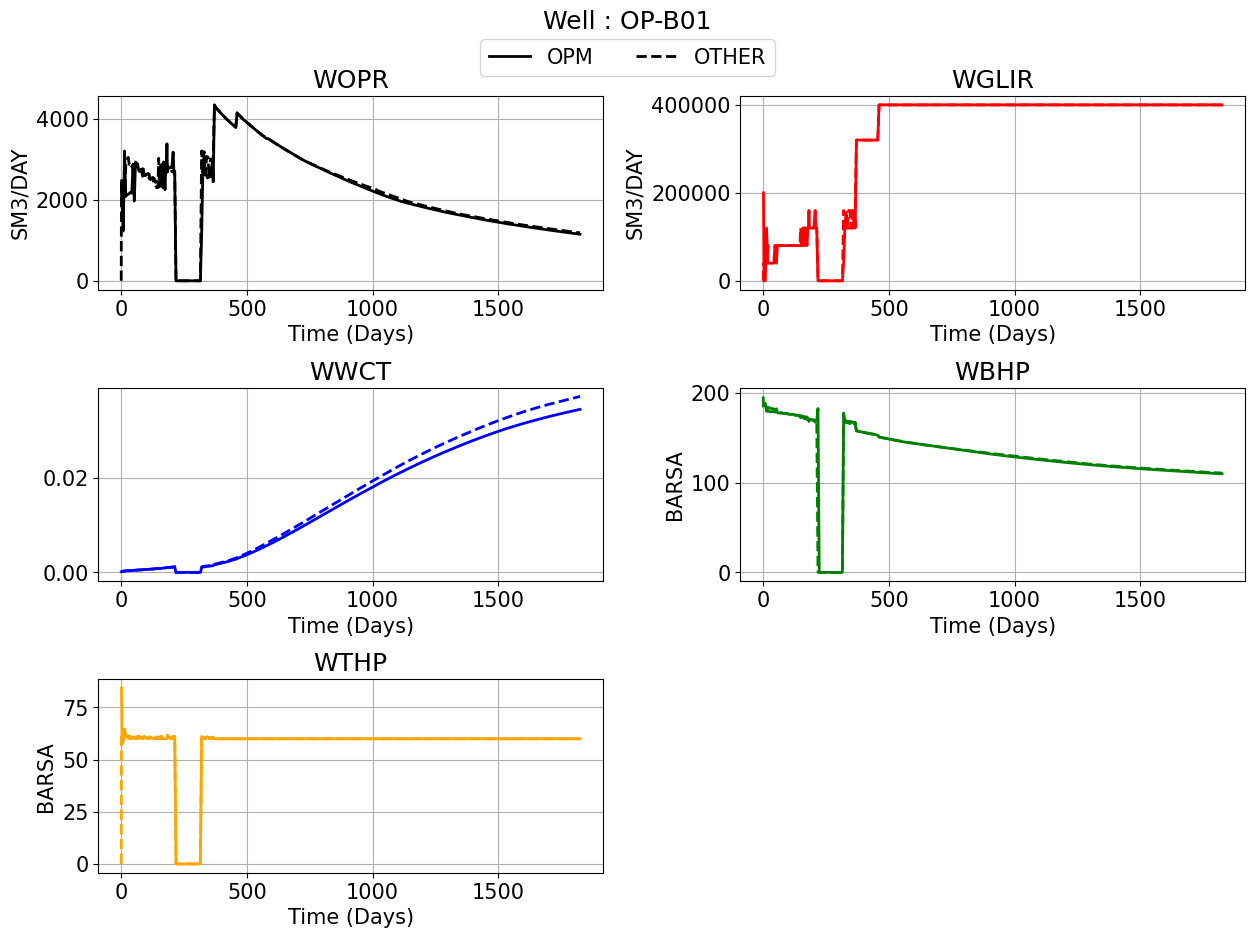 Well : OP-B01
OPM OTHER
WOPR
SM3/DAY
4000
2000
0
0 500 1000 1500
Time (Days)
WGLIR
SM3/DAY
400000
200000
0
0 500 1000 1500
Time (Days)
WWCT
0.02
0.00
0 500 1000 1500
Time (Days)
WBHP
BARSA
200
100
0
0 500 1000 1500
Time (Days)
WTHP
BARSA
75
50
25
0
0 500 1000 1500
Time (Days)